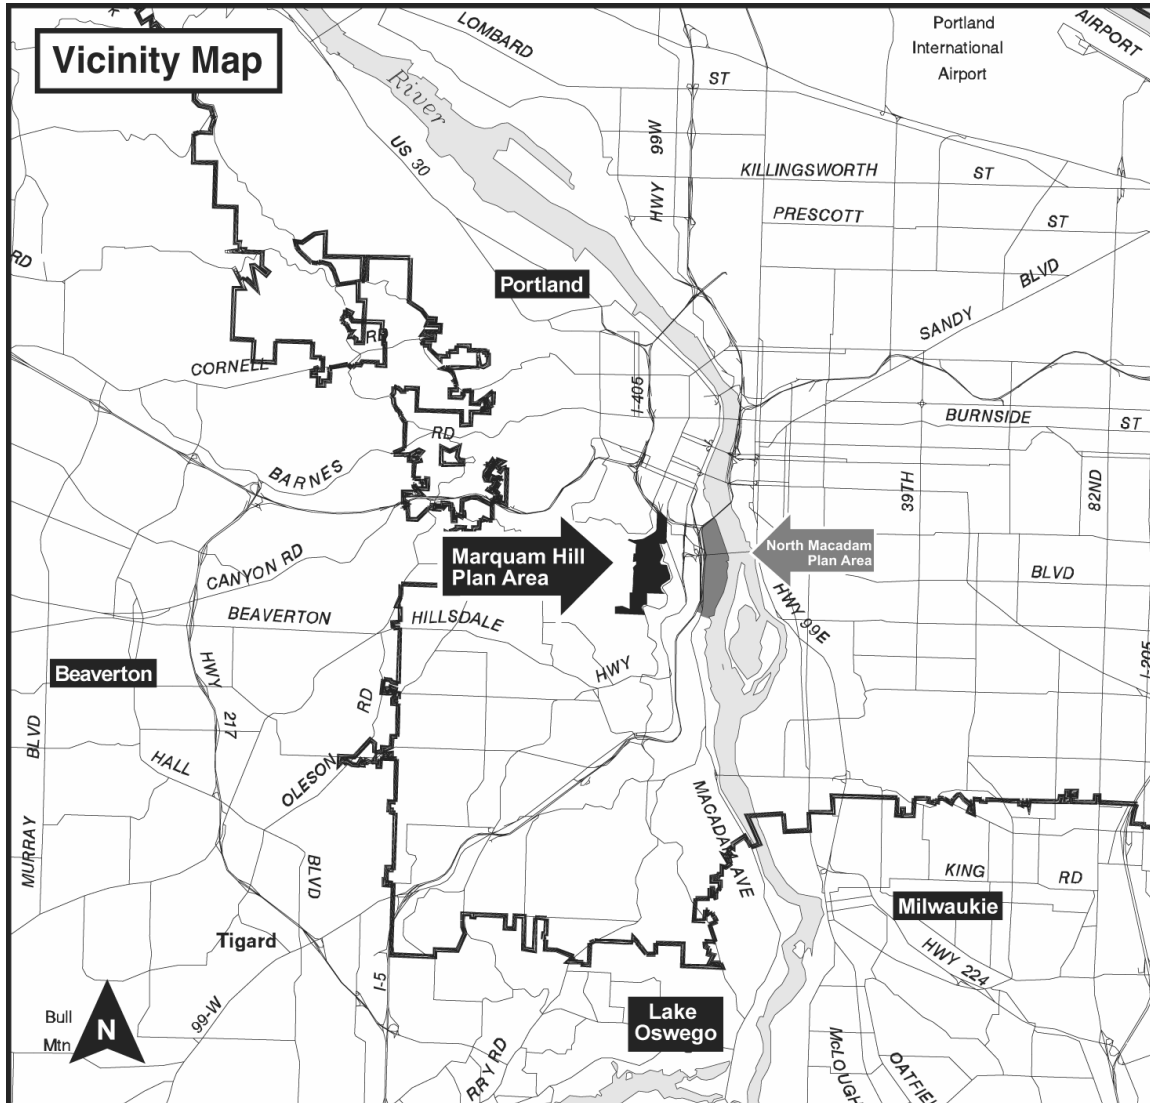 Vicinity Map
LOMBARD
ST
Portland
International
Airport
AIRPORT
River
US 30
99W
HWY
KILLINGSWORTH
ST
PRESCOTT
ST
RD
Portland
BLVD
SANDY
RD
CORNELL
I-405
BURNSIDE
ST
RD
BARNES
39TH
82ND
Marquam Hill
Plan Area
North Macadam
Plan Area
CANYON RD
BLVD
BEAVERTON
HILLSDALE
HWY
HWY 99E
I-205
Beaverton
HWY
217
RD
BLVD
HALL
OLESON
MACADAM AVE
MURRAY
BLVD
KING
RD
Milwaukie
Tigard
HWY 224
I-5
99-W
Lake
Oswego
Bull
Mtn
N
RRY RD
McLOUGH
OATFIE